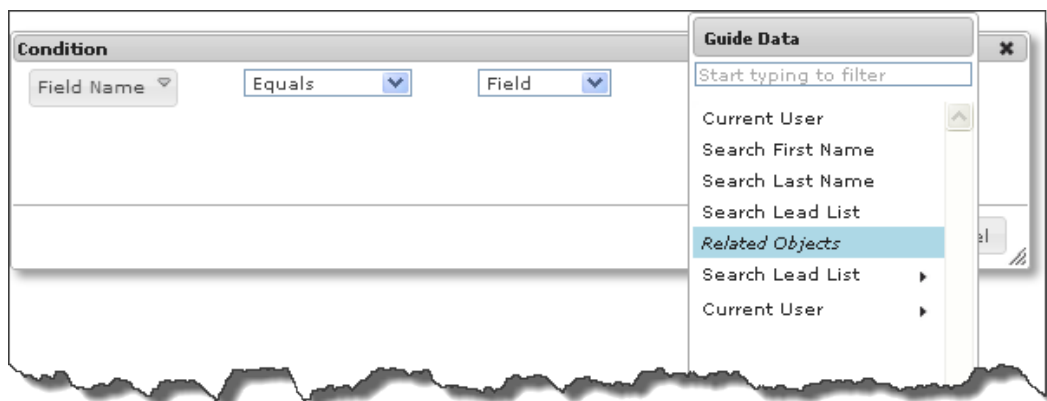 Condition
Field Name
Equals
Field
Guide Data
Start typing to filter
Current User
Search First Name
Search Last Name
Search Lead List
Related Objects
Search Lead List
Current User
el